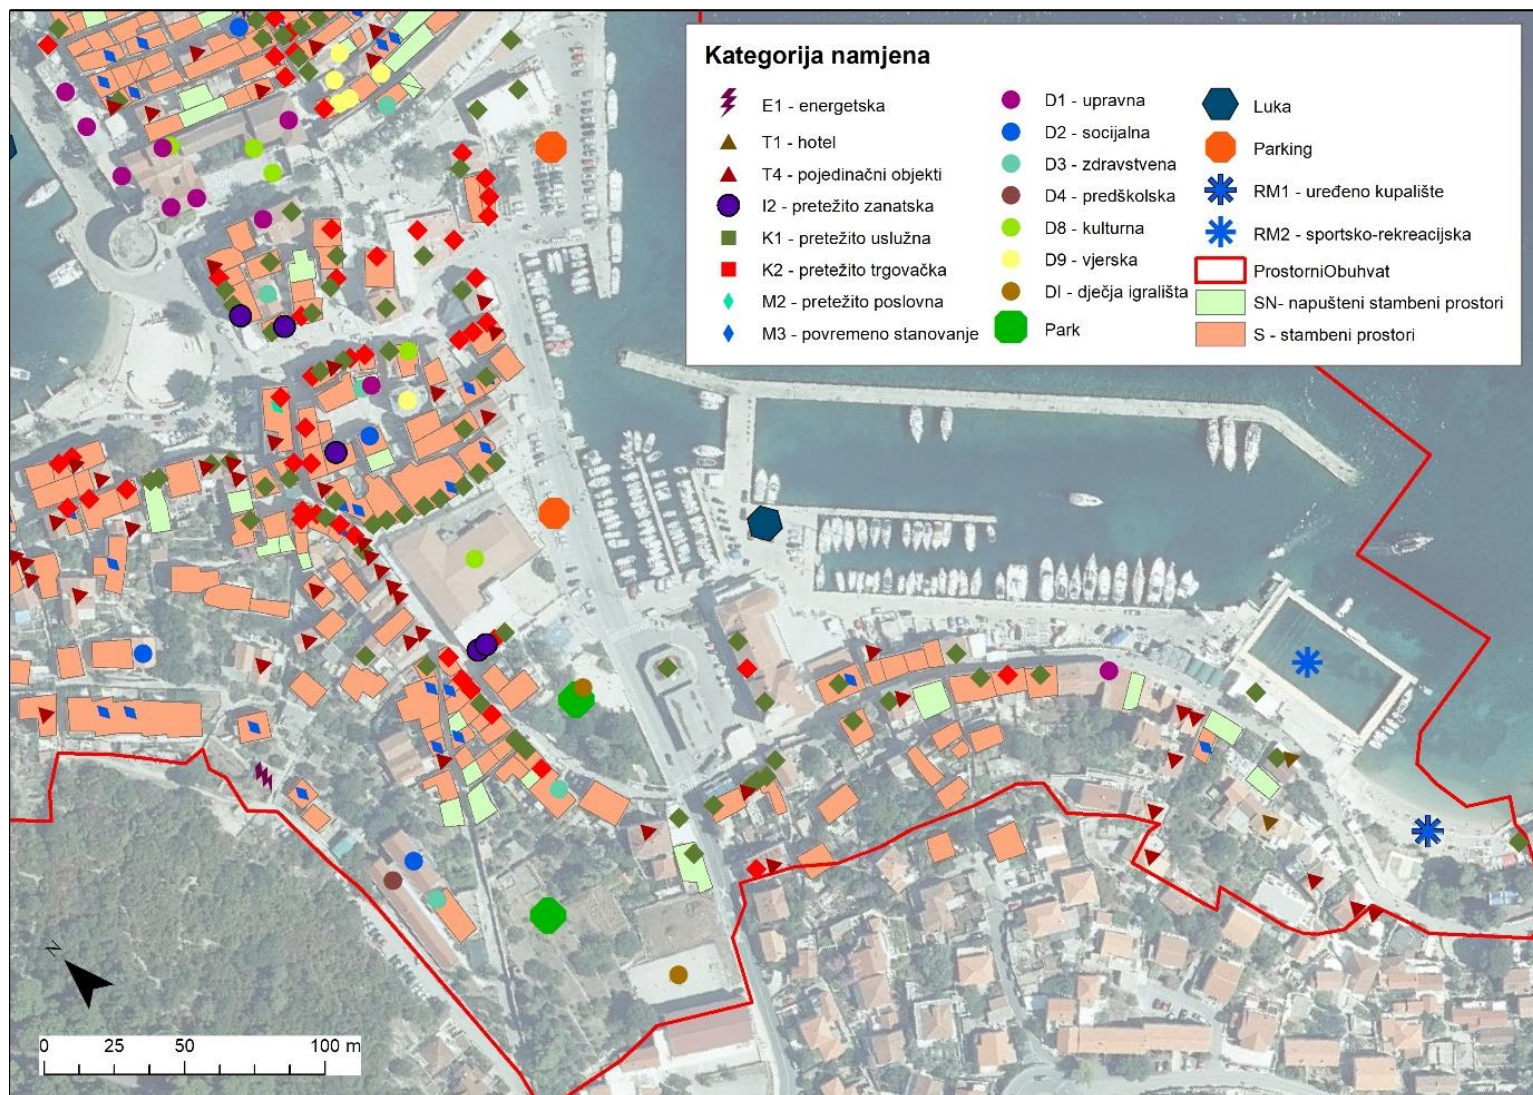 Kategorija namjena
E1 - energetska
T1 - hotel
T4 - pojedinačni objekti
I2 - pretežito zanatska
K1 - pretežito uslužna
K2 - pretežito trgovačka
M2 - pretežito poslovna
M3 - povremeno stanovanje
D1 - upravna
D2 - socijalna
D3 - zdravstvena
D4 - predškolska
D8 - kulturna
D9 - vjerska
DI - dječja igrališta
Park
Luka
Parking
RM1 - uređeno kupalište
RM2 - sportsko-rekreacijska
ProstorniObuhvat
SN- napušteni stambeni prostori
S - stambeni prostori
N
0 25 50 100 m